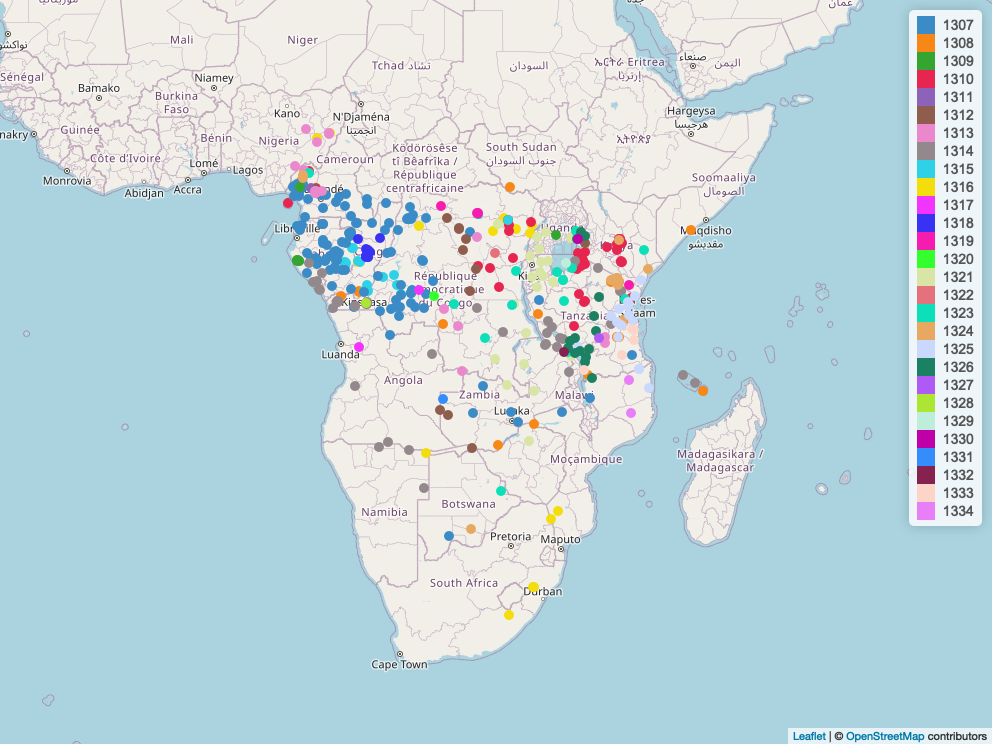 Mali
Niger
Tchad تشاد
السودان
ኤርትራ Eritrea
إرتريا
صنعاء
اليمن
عمان
Sénégal
Bamako
Niamey
Burkina
Faso
Kano
N'Djaména
انجمينا
Hargeysa
هرجيسا
nakry
Guinée
Bénin
Nigeria
Côte d'Ivoire
Lomé
Lagos
Cameroun
Ködörösêse
tî Bêafrîka /
République
centrafricaine
South Sudan
جنوب السودان
ኢትዮጵያ
Soomaaliya
الصومال
Monrovia
Abidjan
Accra
Muqdisho
مقديشو
République
du Congo
Tanzania
Luanda
Angola
Zambia
Malawi
Lusaka
Moçambique
Madagasikara /
Madagascar
Namibia
Botswana
Pretoria
Maputo
South Africa
Durban
Cape Town
1307
1308
1309
1310
1311
1312
1313
1314
1315
1316
1317
1318
1319
1320
1321
1322
1323
1324
1325
1326
1327
1328
1329
1330
1331
1332
1333
1334
Leaflet | © OpenStreetMap contributors